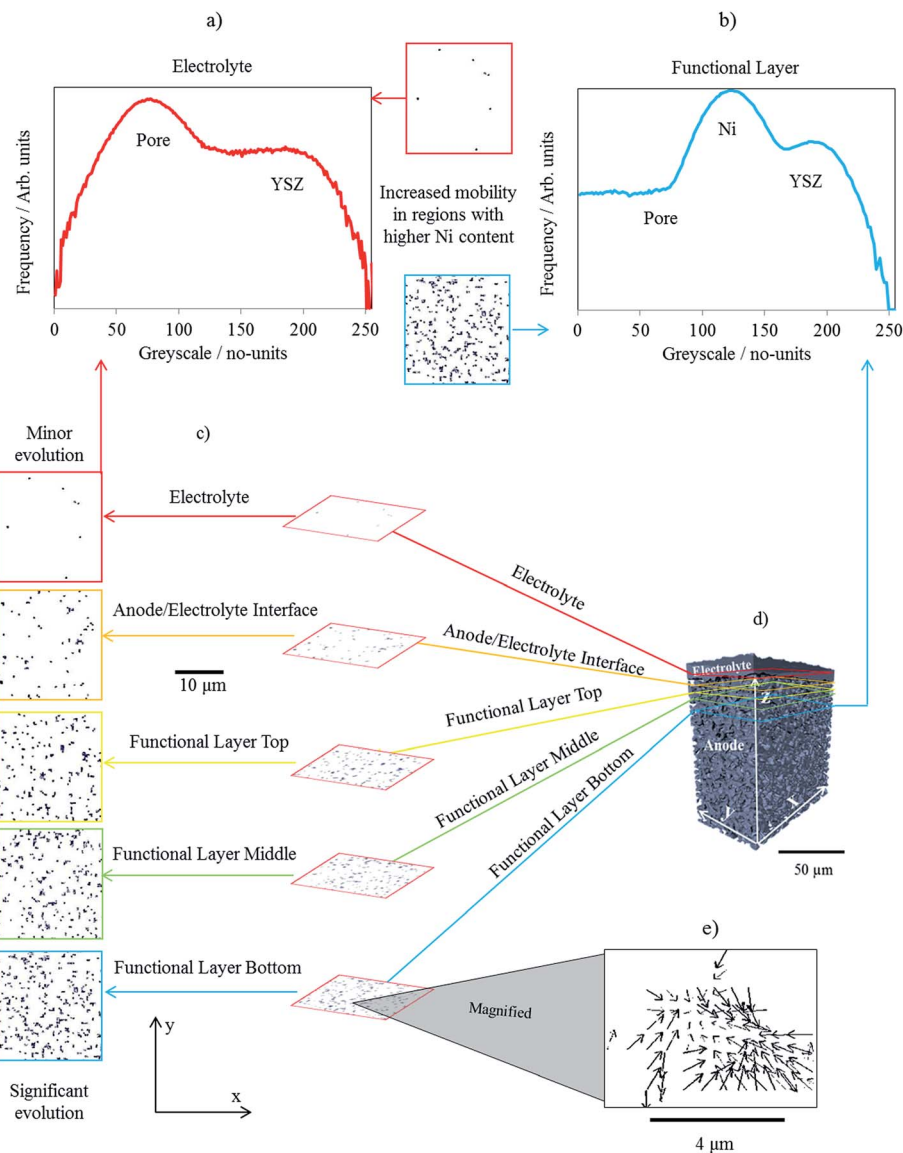 a)
b)
Electrolyte
Functional Layer
Frequency / Arb. units
Pore
YSZ
0 50 100 150 200 250
Greyscale / no-units
Increased mobility
in regions with
higher Ni content
Frequency / Arb. units
Ni
YSZ
Pore
0 50 100 150 200 250
Greyscale / no-units
Minor
evolution
c)
Electrolyte
Electrolyte
Anode/Electrolyte Interface
Anode/Electrolyte Interface
10 µm
d)
Electrolyte
Z
Anode
y
x
50 µm
Functional Layer Top
Functional Layer Top
Functional Layer Middle
Functional Layer Middle
Functional Layer Bottom
Functional Layer Bottom
e)
Magnified
4 µm
y
x
Significant
evolution